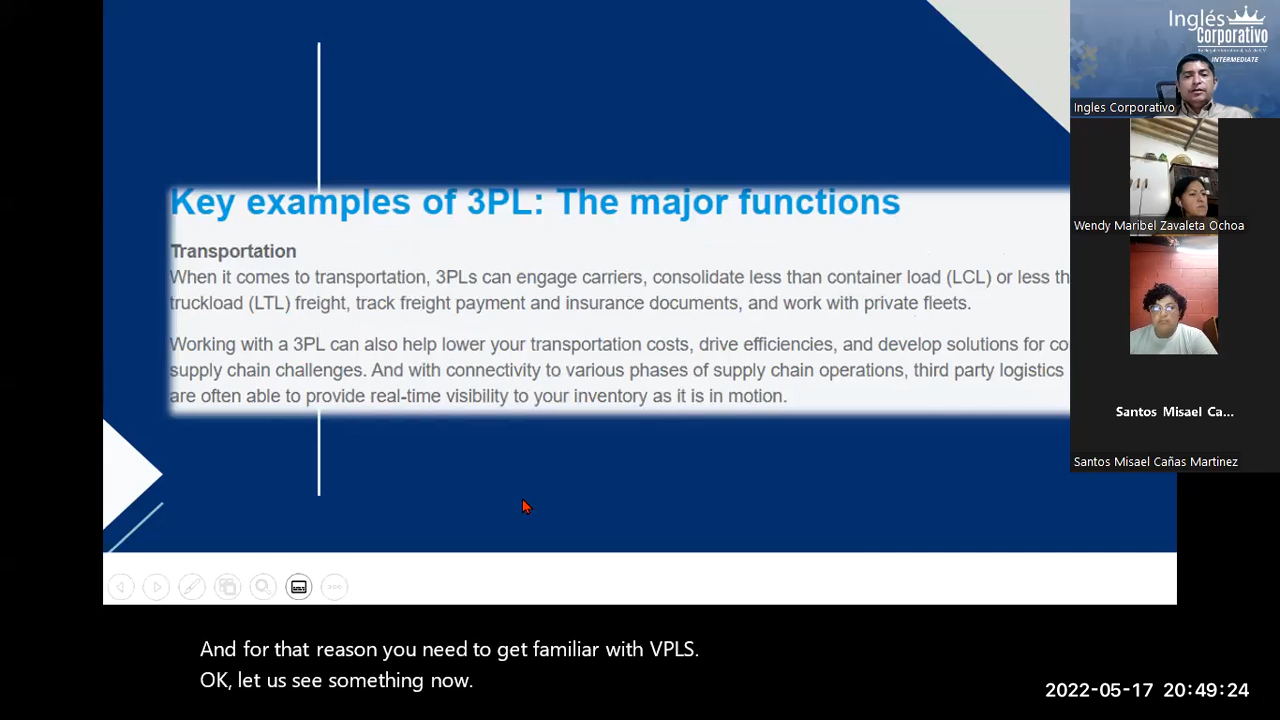 Key examples of 3PL: The major functions
Transportation
When it comes to transportation, 3PLs can engage carriers, consolidate less than container load (LCL) or less th
truckload (LTL) freight, track freight payment and insurance documents, and work with private fleets.
Working with a 3PL can also help lower your transportation costs, drive efficiencies, and develop solutions for co
supply chain challenges. And with connectivity to various phases of supply chain operations, third party logistics
are often able to provide real-time visibility to your inventory as it is in motion.
Inglés
Corporativo
INTERMEDIATE
Ingles Corporativo
Wendy Maribel Zavaleta Ochoa
Santos Misael Ca...
Santos Misael Cañas Martinez
And for that reason you need to get familiar with VPLS.
OK, let us see something now.
2022-05-17 20:49:24